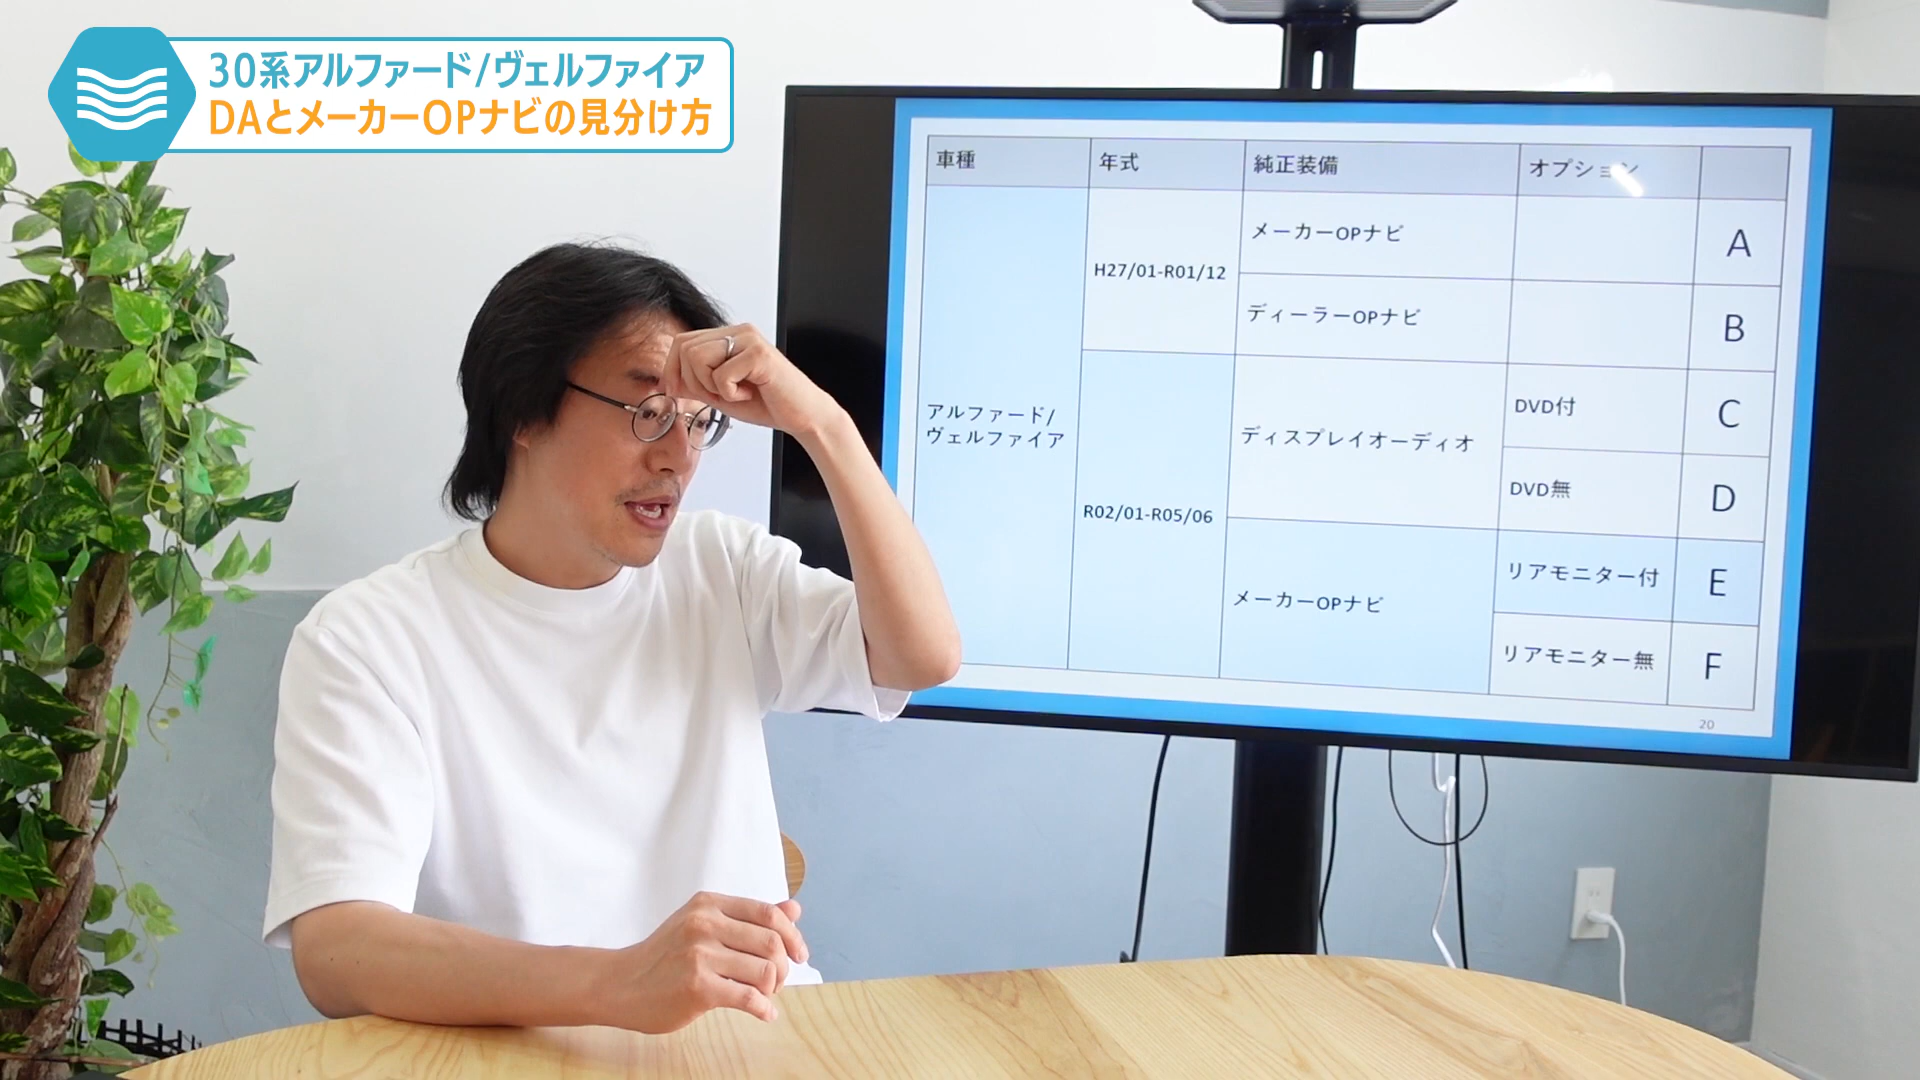 30系アルファード/ヴェルファイア
DAとメーカーOPナビの見分け方
車種
年式
純正装備
オプション
メーカーOPナビ
A
H27/01-R01/12
ディーラーOPナビ
B
アルファード/
ヴェルファイア
DVD付
C
ディスプレイオーディオ
DVD無
D
R02/01-R05/06
リアモニター付
E
メーカーOPナビ
リアモニター無
F
20